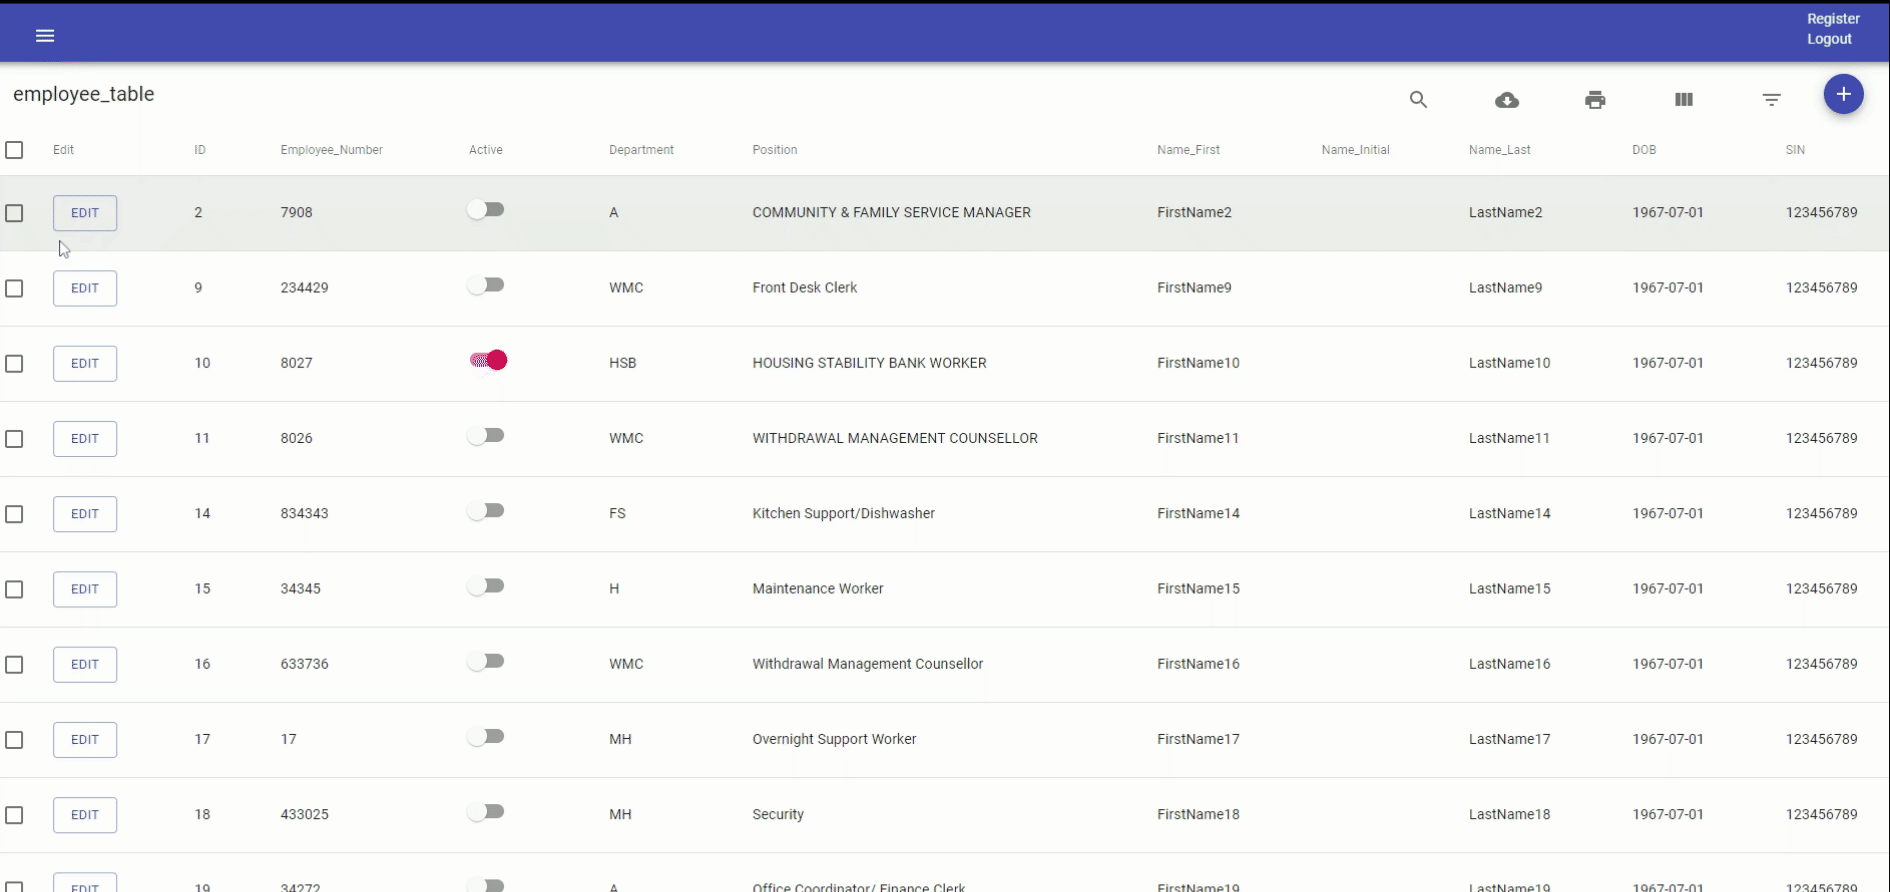 Register
Logout
employee_table
Edit ID Employee_Number Active Department Position Name_First Name_Initial Name_Last DOB SIN
EDIT 2 7908 A COMMUNITY & FAMILY SERVICE MANAGER FirstName2 LastName2 1967-07-01 123456789
EDIT 9 234429 WMC Front Desk Clerk FirstName9 LastName9 1967-07-01 123456789
EDIT 10 8027 HSB HOUSING STABILITY BANK WORKER FirstName10 LastName10 1967-07-01 123456789
EDIT 11 8026 WMC WITHDRAWAL MANAGEMENT COUNSELLOR FirstName11 LastName11 1967-07-01 123456789
EDIT 14 834343 FS Kitchen Support/Dishwasher FirstName14 LastName14 1967-07-01 123456789
EDIT 15 34345 H Maintenance Worker FirstName15 LastName15 1967-07-01 123456789
EDIT 16 633736 WMC Withdrawal Management Counsellor FirstName16 LastName16 1967-07-01 123456789
EDIT 17 17 MH Overnight Support Worker FirstName17 LastName17 1967-07-01 123456789
EDIT 18 433025 MH Security FirstName18 LastName18 1967-07-01 123456789
EDIT 19 34272 A Office Coordinator/ Finance Clerk FirstName19 LastName19 1967-07-01 123456789